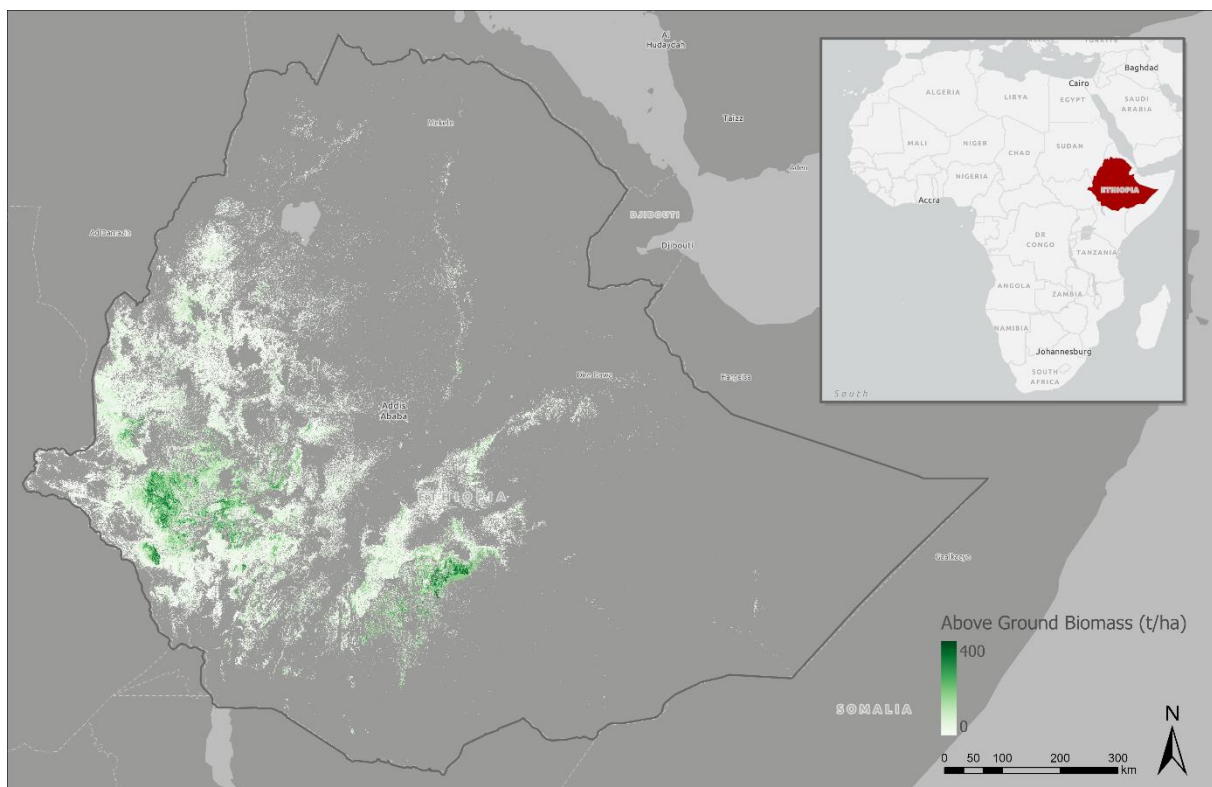 Al
Hudaydah
Mekele
Taizz
Aden
DJIBOUTI
Djibouti
Ad Damazin
Dire Dawa
Hargeisa
Addis
Ababa
ETHIOPIA
Gaalkacyo
SOMALIA
Baghdad
Cairo
ALGERIA
LIBYA
EGYPT
SAUDI
ARABIA
MALI
NIGER
CHAD
SUDAN
NIGERIA
Accra
ETHIOPIA
DR
CONGO
TANZANIA
ANGOLA
ZAMBIA
NAMIBIA
Johannesburg
SOUTH
AFRICA
South
Above Ground Biomass (t/ha)
400
0
N
0 50 100 200 300
km